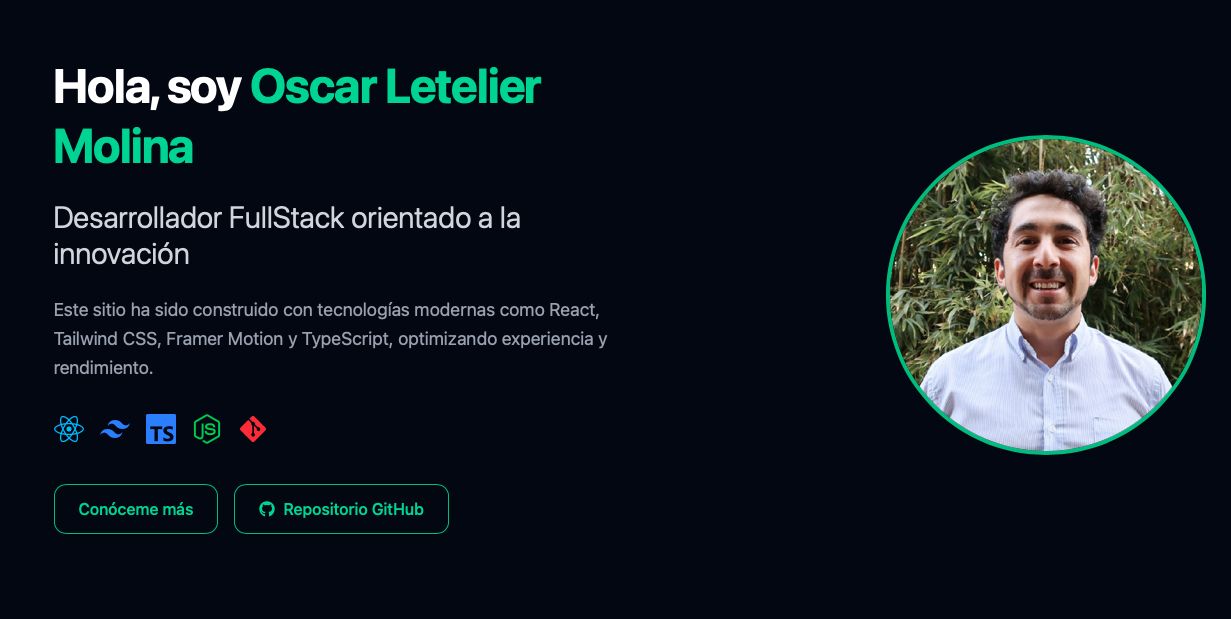 Hola, soy Oscar Letelier
Molina
Desarrollador FullStack orientado a la
innovación
Este sitio ha sido construido con tecnologías modernas como React,
Tailwind CSS, Framer Motion y TypeScript, optimizando experiencia y
rendimiento.
TS
JS
Conóceme más
Repositorio GitHub